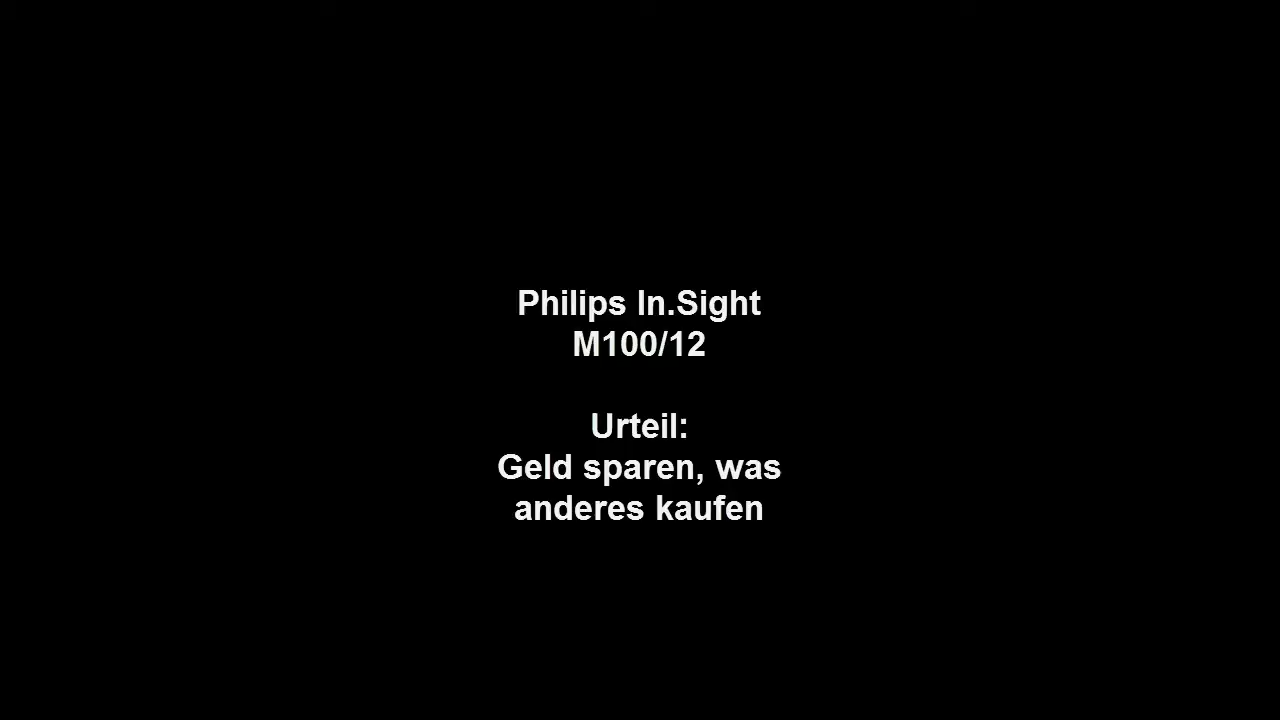 Philips In.Sight
M100/12
Urteil:
Geld sparen, was
anderes kaufen